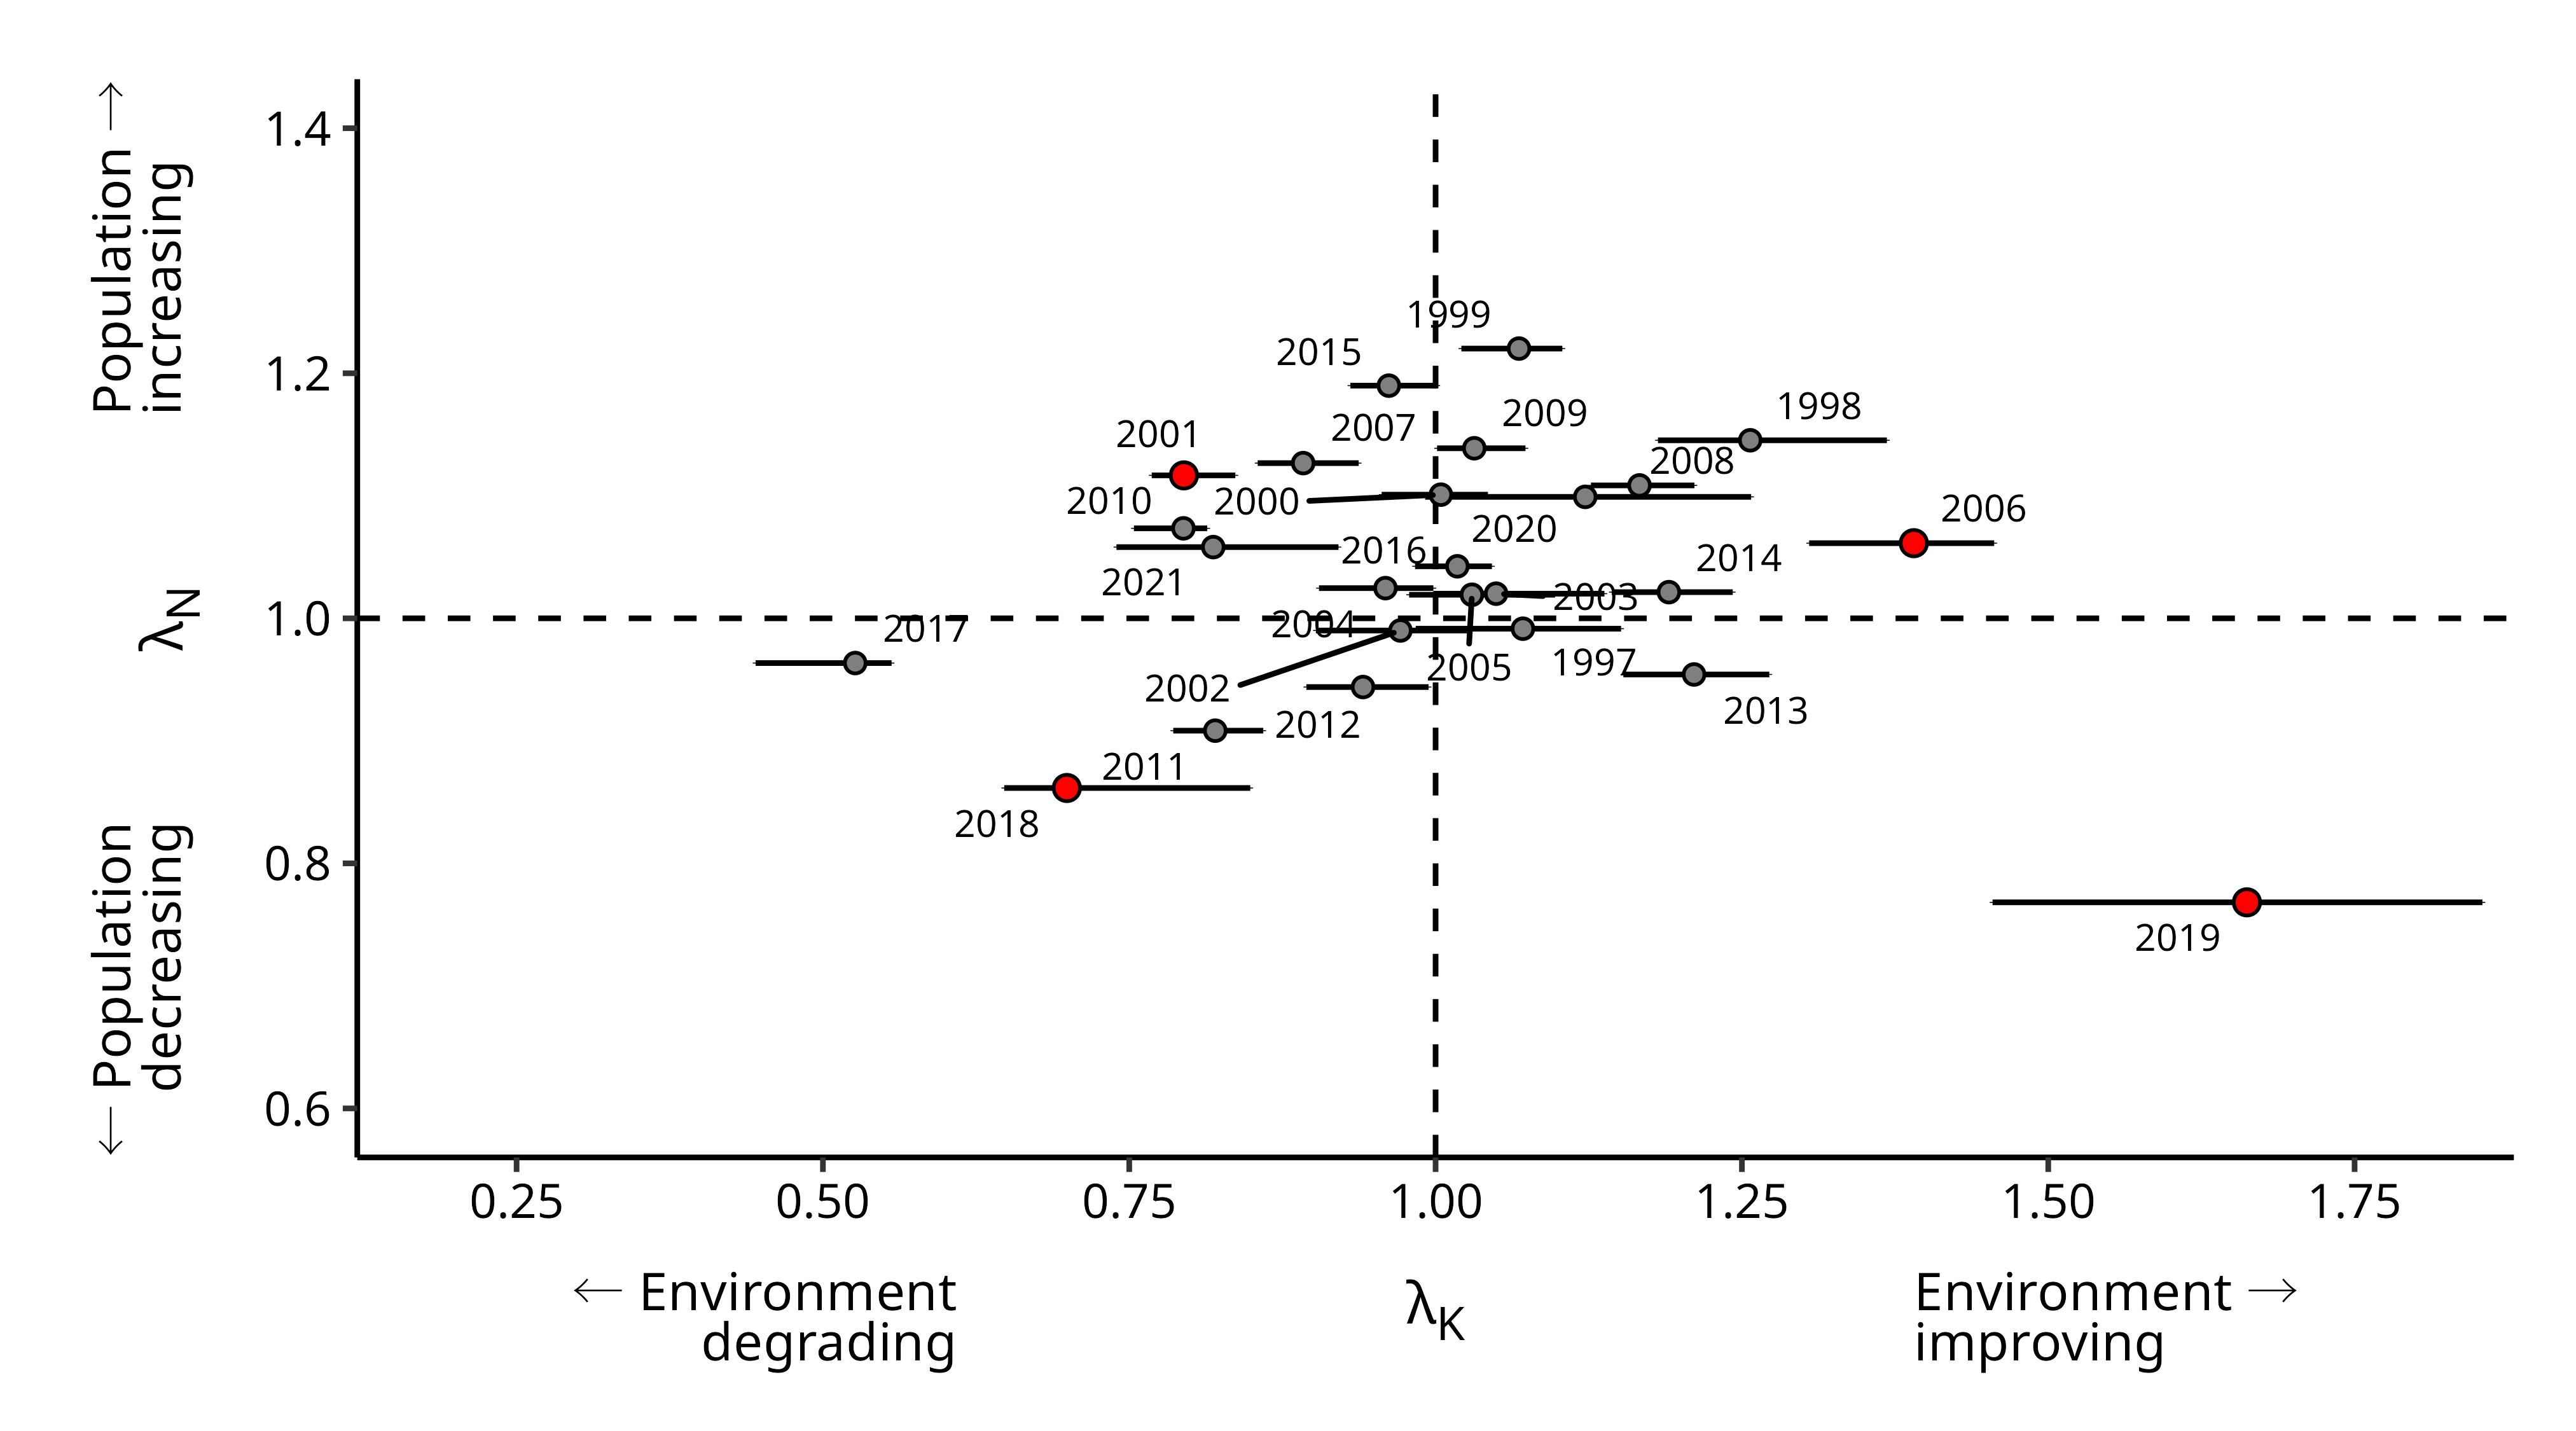 Population →
increasing
λN
← Population
decreasing
1.4
1.2
1.0
0.8
0.6
1999
2015
1998
2009
2007
2001
2008
2010
2000
2006
2020
2016
2014
2021
2003
2004
2017
1997
2005
2002
2013
2012
2011
2018
2019
0.25 0.50 0.75 1.00 1.25 1.50 1.75
← Environment
degrading
λK
Environment →
improving